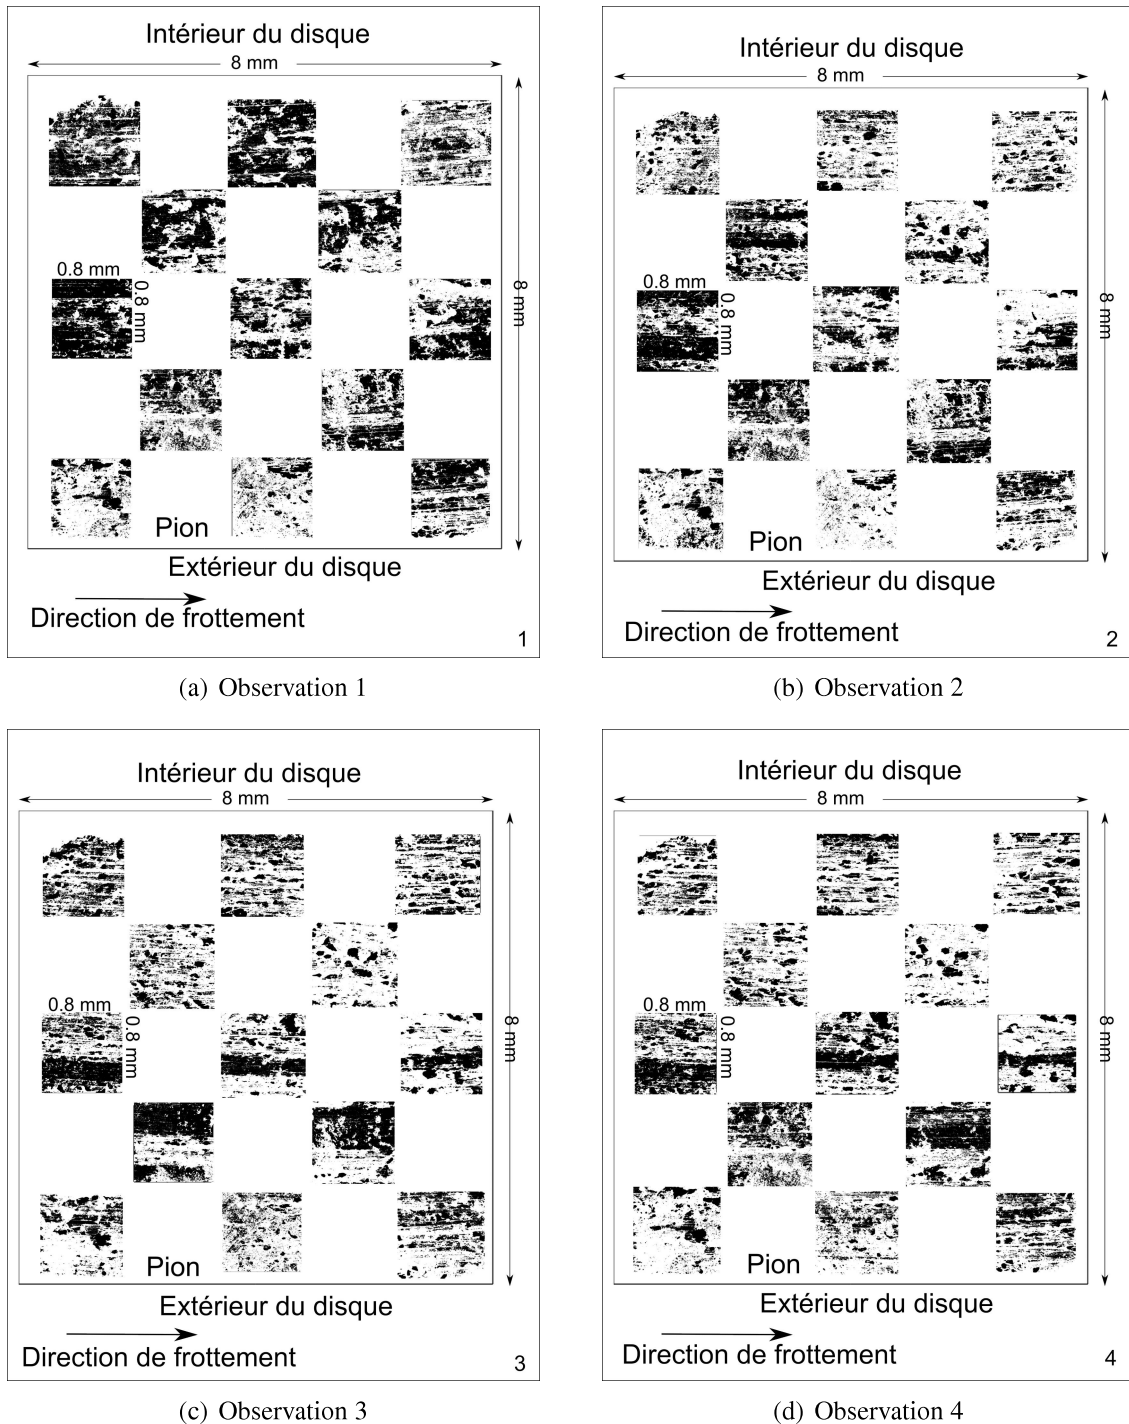 Intérieur du disque
8 mm
0.8 mm
0.8 mm
8 mm
Pion
Extérieur du disque
Direction de frottement
1
(a) Observation 1
Intérieur du disque
8 mm
0.8 mm
0.8 mm
8 mm
Pion
Extérieur du disque
Direction de frottement
2
(b) Observation 2
Intérieur du disque
8 mm
0.8 mm
0.8 mm
8 mm
Pion
Extérieur du disque
Direction de frottement
3
(c) Observation 3
Intérieur du disque
8 mm
0.8 mm
0.8 mm
8 mm
Pion
Extérieur du disque
Direction de frottement
4
(d) Observation 4